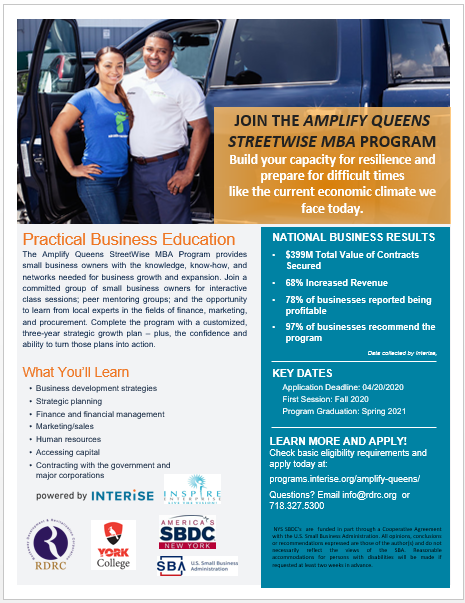 JOIN THE AMPLIFY QUEENS
STREETWISE MBA PROGRAM
Build your capacity for resilience and
prepare for difficult times
like the current economic climate we
face today.
Practical Business Education
The Amplify Queens StreetWise MBA Program provides
small business owners with the knowledge, know-how, and
networks needed for business growth and expansion. Join a
committed group of small business owners for interactive
class sessions; peer mentoring groups; and the opportunity
to learn from local experts in the fields of finance, marketing,
and procurement. Complete the program with a customized,
three-year strategic growth plan – plus, the confidence and
ability to turn those plans into action.
What You'll Learn
• Business development strategies
• Strategic planning
• Finance and financial management
• Marketing/sales
• Human resources
• Accessing capital
• Contracting with the government and
major corporations
powered by INTERISE
INSPIRE
ENTERPRISE
RDRC
YORK
College
AMERICA'S
SBDC
NEW YORK
SBA
U.S. Small Business
Administration
NATIONAL BUSINESS RESULTS
• $399M Total Value of Contracts
Secured
• 68% Increased Revenue
• 78% of businesses reported being
profitable
• 97% of businesses recommend the
program
Data collected by Interise,
KEY DATES
Application Deadline: 04/20/2020
First Session: Fall 2020
Program Graduation: Spring 2021
LEARN MORE AND APPLY!
Check basic eligibility requirements and
apply today at:
programs.interise.org/amplify-queens/
Questions? Email info@rdrc.org or
718.327.5300
NYS SBDC's are funded in part through a Cooperative Agreement
with the U.S. Small Business Administration. All opinions, conclusions
or recommendations expressed are those of the author(s) and do not
necessarily reflect the views of the SBA. Reasonable
accommodations for persons with disabilities will be made if
requested at least two weeks in advance.